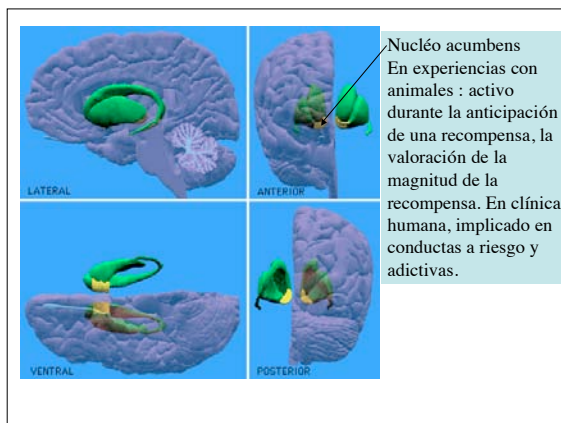 Nucléo acumbens
En experiencias con
animales : activo
durante la anticipación
de una recompensa, la
valoración de la
magnitud de la
recompensa. En clínica
humana, implicado en
conductas a riesgo y
adictivas.
LATERAL
ANTERIOR
VENTRAL
POSTERIOR